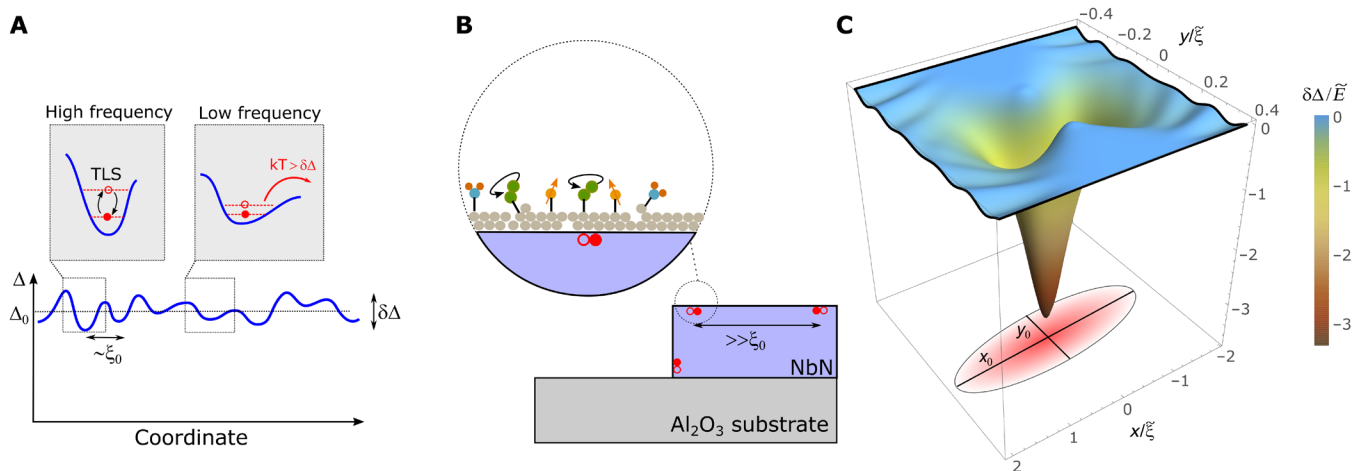 A
High frequency
Low frequency
TLS
kT>δΔ
Δ
Δ₀
δΔ
~ξ₀
Coordinate
B
>>ξ₀
NbN
Al₂O₃ substrate
C
−0.4
−0.2
0
0.2
0.4
y/ξ̃
0
−1
−2
−3
−2
−1
0
1
2
x/ξ̃
x₀
y₀
δΔ/Ẽ
0
−1
−2
−3